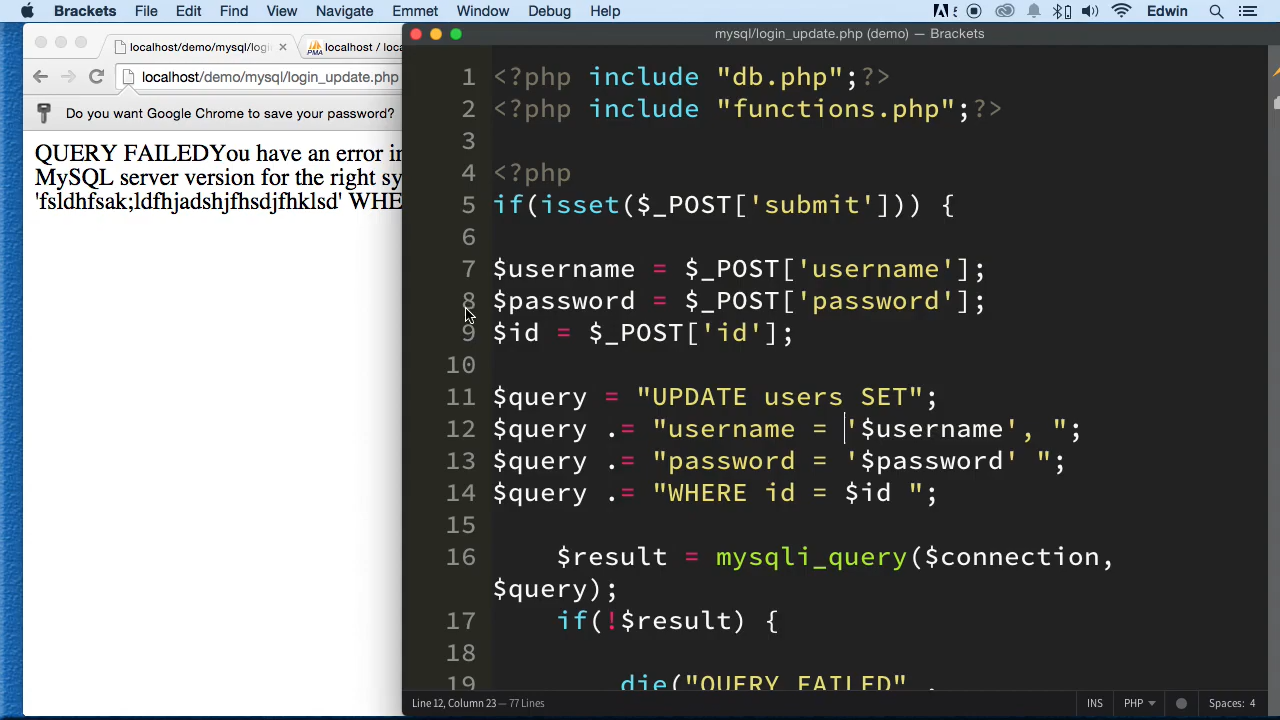 Brackets File Edit Find View Navigate Emmet Window Debug Help Edwin
localhost/demo/mysql/log
localhost / loca
mysql/login_update.php (demo) — Brackets
localhost/demo/mysql/login_update.php
Do you want Google Chrome to save your password?
QUERY FAILEDYou have an error in
MySQL server version for the right sy
'fsldhfsak;ldfhjadshjfhsdjfhklsd' WHE
1 <?php include "db.php";?>
2 <?php include "functions.php";?>
3
4 <?php
5 if(isset($_POST['submit'])) {
6
7 $username = $_POST['username'];
8 $password = $_POST['password'];
9 $id = $_POST['id'];
10
11 $query = "UPDATE users SET";
12 $query .= "username = '$username', ";
13 $query .= "password = '$password' ";
14 $query .= "WHERE id = $id ";
15
16 $result = mysqli_query($connection,
$query);
17 if(!$result) {
18
19 die("QUERY FAILED" .
Line 12, Column 23 — 77 Lines
INS PHP Spaces: 4